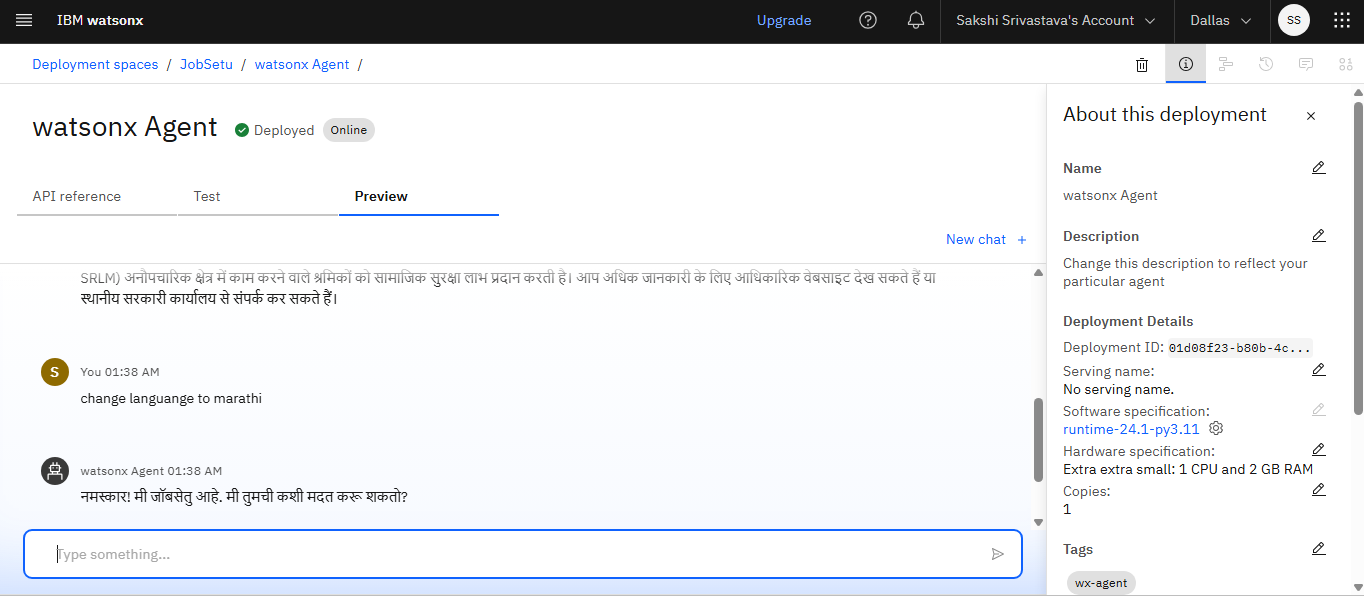 IBM watsonx
Upgrade
Sakshi Srivastava's Account
Dallas
SS
Deployment spaces / JobSetu / watsonx Agent /
watsonx Agent
Deployed
Online
API reference
Test
Preview
New chat +
SRLM) अनौपचारिक क्षेत्र में काम करने वाले श्रमिकों को सामाजिक सुरक्षा लाभ प्रदान करती है। आप अधिक जानकारी के लिए आधिकारिक वेबसाइट देख सकते हैं या
स्थानीय सरकारी कार्यालय से संपर्क कर सकते हैं।
S
You 01:38 AM
change languange to marathi
watsonx Agent 01:38 AM
नमस्कार! मी जॉबसेतु आहे. मी तुमची कशी मदत करू शकतो?
Type something...
About this deployment
Name
watsonx Agent
Description
Change this description to reflect your
particular agent
Deployment Details
Deployment ID: 01d08f23-b80b-4c...
Serving name:
No serving name.
Software specification:
runtime-24.1-py3.11
Hardware specification:
Extra extra small: 1 CPU and 2 GB RAM
Copies:
1
Tags
wx-agent